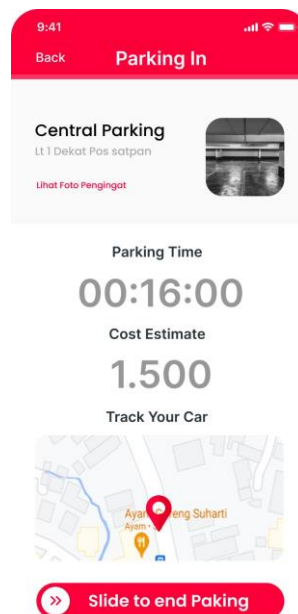 9:41
Back Parking In
Central Parking
Lt 1 Dekat Pos satpan
Lihat Foto Pengingat
Parking Time
00:16:00
Cost Estimate
1.500
Track Your Car
Ayam eng Suharti
Ayam
Slide to end Paking